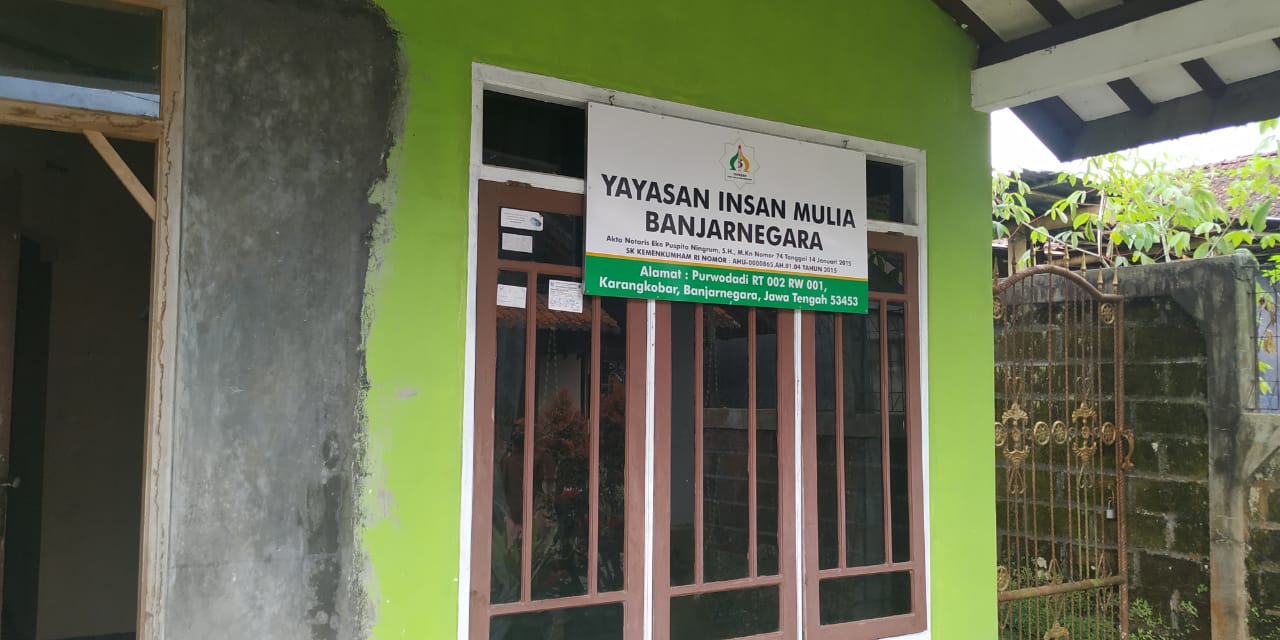 YAYASAN INSAN MULIA
BANJARNEGARA
Akta Notaris Eko Puspita Ningrum, S.H., M.Kn Nomor 74 Tanggal 14 Januari 2015
SK KEMENKUMHAM RI NOMOR : AHU-0000865.AH.01.04 TAHUN 2015
Alamat : Purwodadi RT 002 RW 001,
Karangkobar, Banjarnegara, Jawa Tengah 53453